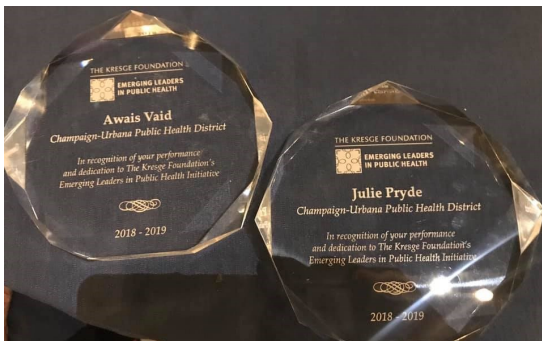 THE KRESGE FOUNDATION
EMERGING LEADERS
IN PUBLIC HEALTH
Awais Vaid
Champaign-Urbana Public Health District
In recognition of your performance
and dedication to The Kresge Foundation's
Emerging Leaders in Public Health Initiative
2018 - 2019
THE KRESGE FOUNDATION
EMERGING LEADERS
IN PUBLIC HEALTH
Julie Pryde
Champaign-Urbana Public Health District
In recognition of your performance
and dedication to The Kresge Foundation's
Emerging Leaders in Public Health Initiative
2018 - 2019